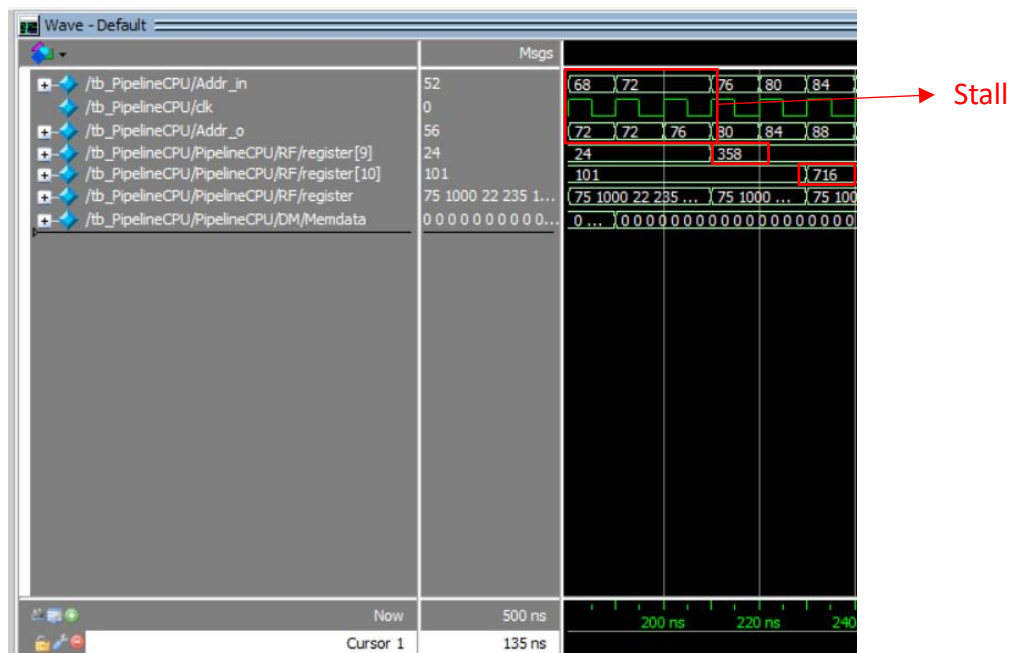 Wave - Default
Msgs
/tb_PipelineCPU/Addr_in 52 68 72 76 80 84
/tb_PipelineCPU/clk 0
/tb_PipelineCPU/Addr_o 56 72 72 76 80 84 88
/tb_PipelineCPU/PipelineCPU/RF/register[9] 24 24 358
/tb_PipelineCPU/PipelineCPU/RF/register[10] 101 101 716
/tb_PipelineCPU/PipelineCPU/RF/register 75 1000 22 235 1... 75 1000 22 235 ... 75 1000 ... 75 100
/tb_PipelineCPU/PipelineCPU/DM/Memdata 0 0 0 0 0 0 0 0 0 0... 0... 0 0 0 0 0 0 0 0 0 0 0 0 0 0 0 0 0 0 0 0 0 0 0 0
Stall
Now 500 ns 200 ns 220 ns 240
Cursor 1 135 ns